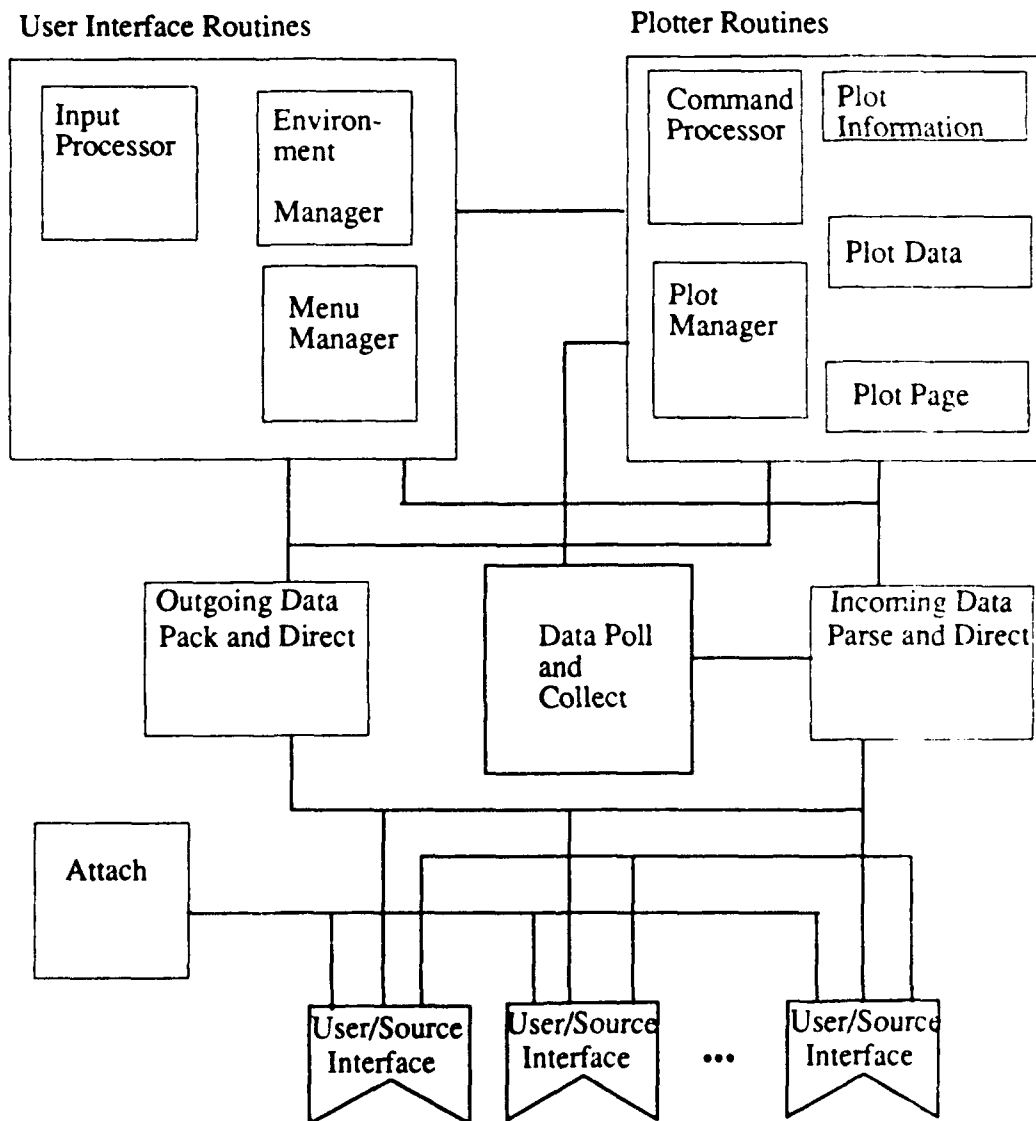 User Interface Routines
Plotter Routines
Input
Processor
Environ-
ment
Manager
Menu
Manager
Command
Processor
Plot
Information
Plot Data
Plot
Manager
Plot Page
Outgoing Data
Pack and Direct
Data Poll
and
Collect
Incoming Data
Parse and Direct
Attach
User/Source
Interface
User/Source
Interface
•••
User/Source
Interface